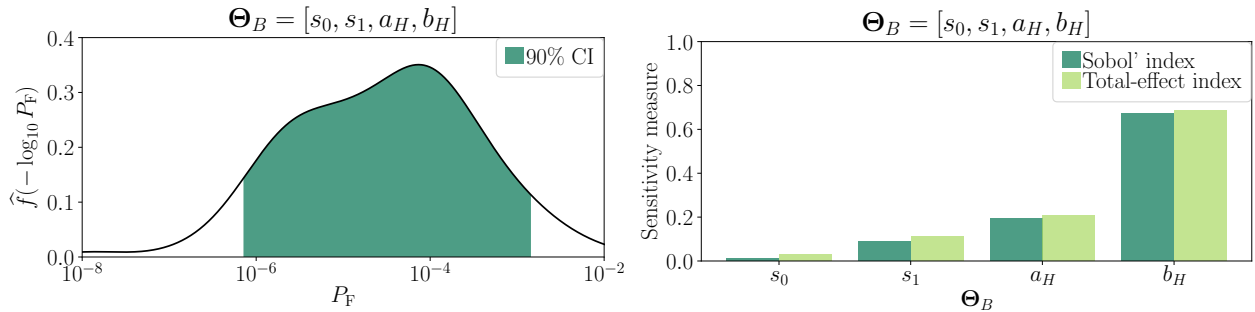 Θ_B = [s_0, s_1, a_H, b_H]
90% CI
f̂(− log_10 P_F)
0.4
0.3
0.2
0.1
0.0
10^−8
10^−6
10^−4
10^−2
P_F
Θ_B = [s_0, s_1, a_H, b_H]
Sobol’ index
Total-effect index
Sensitivity measure
1.0
0.8
0.6
0.4
0.2
0.0
s_0
s_1
a_H
b_H
Θ_B